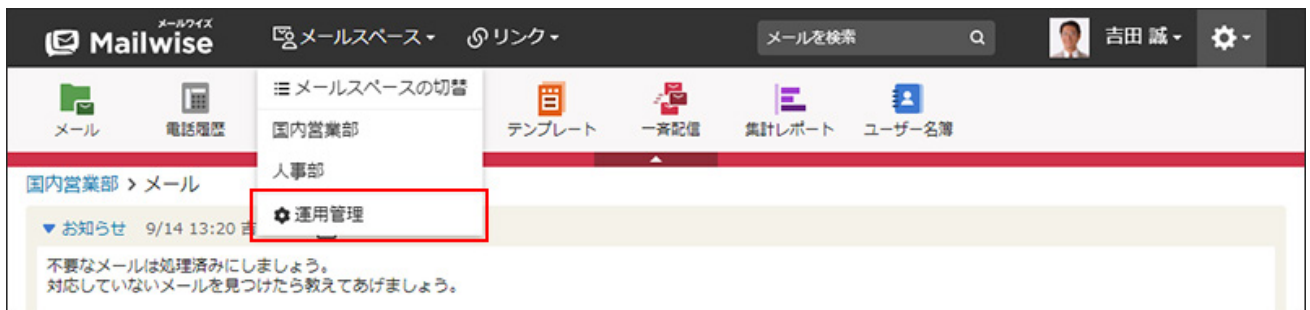 メールワイズ
Mailwise
メールスペース
リンク
メールを検索
吉田 誠
メール
電話履歴
メールスペースの切替
国内営業部
人事部
運用管理
テンプレート
一斉配信
集計レポート
ユーザー名簿
国内営業部 > メール
お知らせ 9/14 13:20 吉
不要なメールは処理済みにしましょう。
対応していないメールを見つけたら教えてあげましょう。